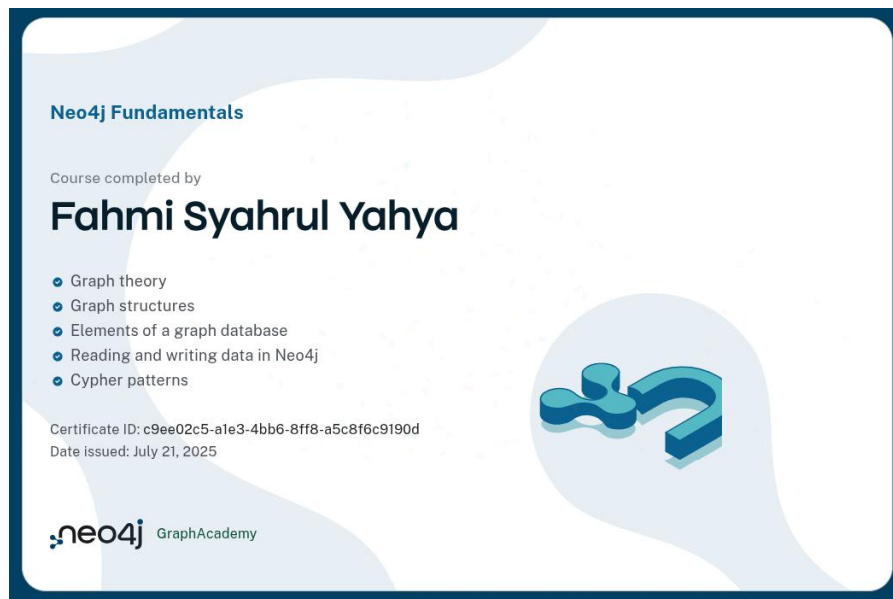 Neo4j Fundamentals
Course completed by
Fahmi Syahrul Yahya
Graph theory
Graph structures
Elements of a graph database
Reading and writing data in Neo4j
Cypher patterns
Certificate ID: c9ee02c5-a1e3-4bb6-8ff8-a5c8f6c9190d
Date issued: July 21, 2025
neo4j GraphAcademy